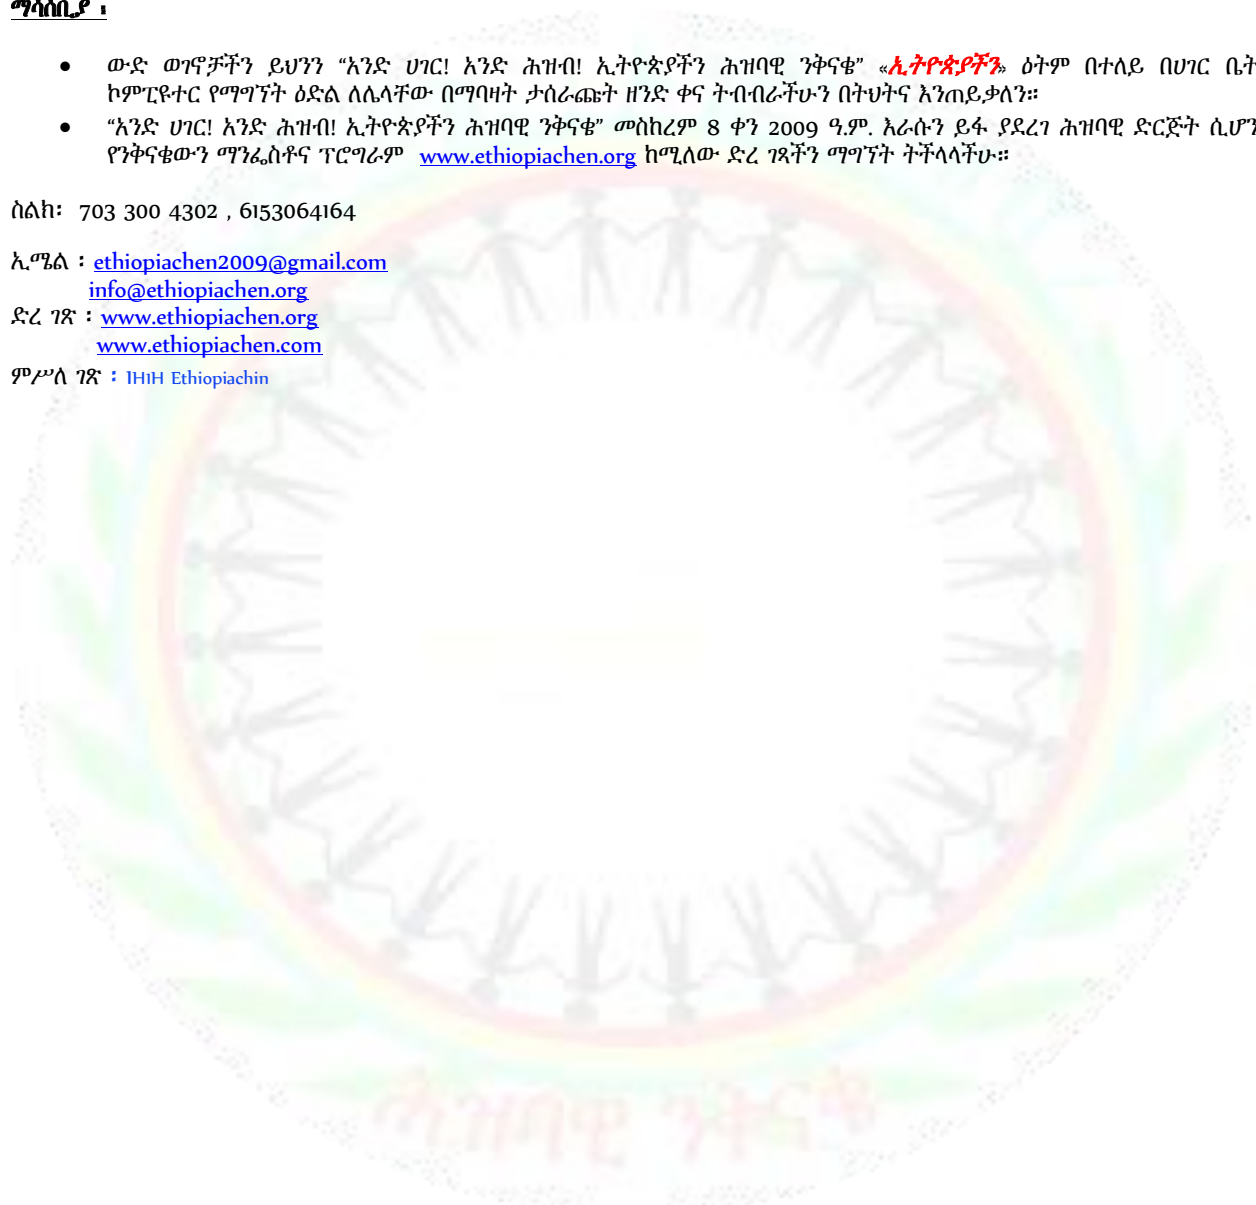 ማሳሰቢያ ፤
• ውድ ወገኖቻችን ይህንን “አንድ ሀገር! አንድ ሕዝብ! ኢትዮጵያችን ሕዝባዊ ንቅናቄ” «ኢትዮጵያችን» ዕትም በተለይ በሀገር ቤት
ኮምፒዩተር የማግኘት ዕድል ለሌላቸው በማባዛት ታሰራጩት ዘንድ ቀና ትብብራችሁን በትህትና እንጠይቃለን።
• “አንድ ሀገር! አንድ ሕዝብ! ኢትዮጵያችን ሕዝባዊ ንቅናቄ” መስከረም 8 ቀን 2009 ዓ.ም. እራሱን ይፋ ያደረገ ሕዝባዊ ድርጅት ሲሆን
የንቅናቄውን ማንፌስቶና ፕሮግራም www.ethiopiachen.org ከሚለው ድረ ገጻችን ማግኘት ትችላላችሁ።
ስልክ፡ 703 300 4302 , 6153064164
ኢሜል ፡ ethiopiachen2009@gmail.com
info@ethiopiachen.org
ድረ ገጽ ፡ www.ethiopiachen.org
www.ethiopiachen.com
ምሥለ ገጽ ፡ 1H1H Ethiopiachin
ሕዝባዊ ንቅናቄ